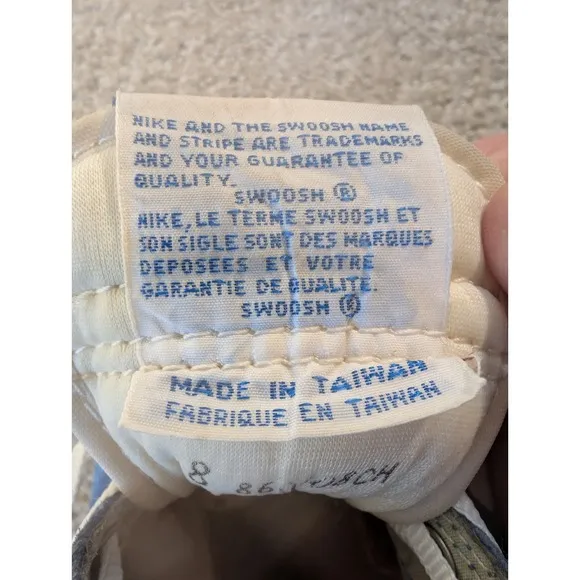 NIKE AND THE SWOOSH NAME
AND STRIPE ARE TRADEMARKS
AND YOUR GUARANTEE OF
QUALITY.
SWOOSH ®
NIKE, LE TERME SWOOSH ET
SON SIGLE SONT DES MARQUES
DEPOSEES ET VOTRE
GARANTIE DE QUALITÉ.
SWOOSH ®
MADE IN TAIWAN
FABRIQUE EN TAIWAN
8